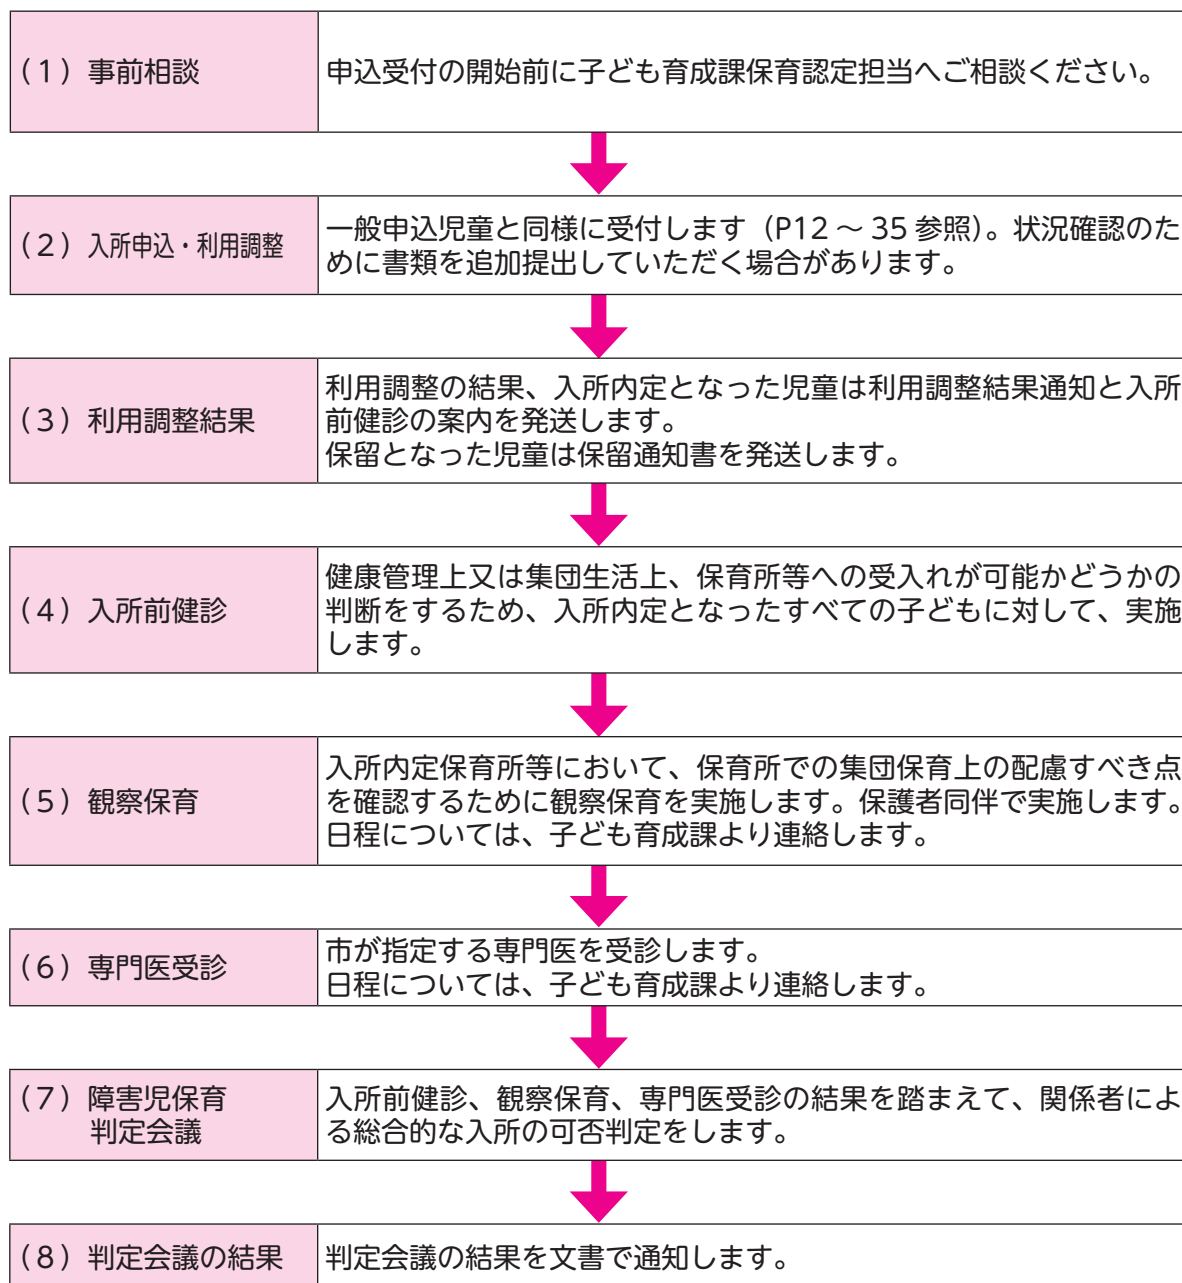 (1)事前相談
申込受付の開始前に子ども育成課保育認定担当へご相談ください。
(2)入所申込・利用調整
一般申込児童と同様に受付します(P12 ～ 35 参照)。状況確認のた
めに書類を追加提出していただく場合があります。
(3)利用調整結果
利用調整の結果、入所内定となった児童は利用調整結果通知と入所
前健診の案内を発送します。
保留となった児童は保留通知書を発送します。
(4)入所前健診
健康管理上又は集団生活上、保育所等への受入れが可能かどうかの
判断をするため、入所内定となったすべての子どもに対して、実施
します。
(5)観察保育
入所内定保育所等において、保育所での集団保育上の配慮すべき点
を確認するために観察保育を実施します。保護者同伴で実施します。
日程については、子ども育成課より連絡します。
(6)専門医受診
市が指定する専門医を受診します。
日程については、子ども育成課より連絡します。
(7)障害児保育
判定会議
入所前健診、観察保育、専門医受診の結果を踏まえて、関係者によ
る総合的な入所の可否判定をします。
(8)判定会議の結果
判定会議の結果を文書で通知します。